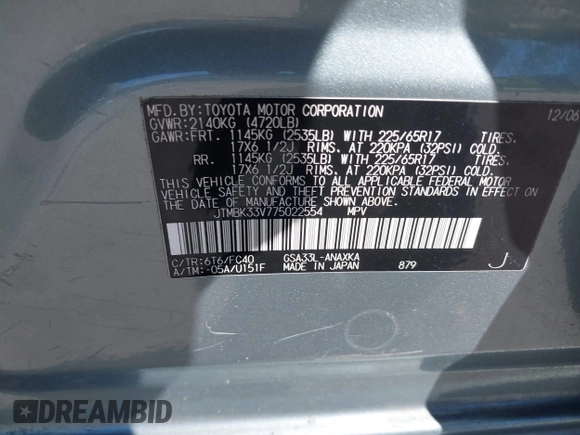 MFD.BY:TOYOTA MOTOR CORPORATION 12/06
GVWR:2140KG (4720LB)
GAWR:FRT. 1145KG (2535LB) WITH 225/65R17 TIRES.
17X6 1/2J RIMS. AT 220KPA (32PSI) COLD.
RR. 1145KG (2535LB) WITH 225/65R17 TIRES.
17X6 1/2J RIMS. AT 220KPA (32PSI) COLD.
THIS VEHICLE CONFORMS TO ALL APPLICABLE FEDERAL MOTOR
VEHICLE SAFETY AND THEFT PREVENTION STANDARDS IN EFFECT
ON THE DATE OF MANUFACTURE SHOWN ABOVE.
JTMBK33V775022554 MPV
C/TR:6T6/FC40 GSA33L-ANAXKA
A/TM:-05A/U151F MADE IN JAPAN 879 J
DREAMBID